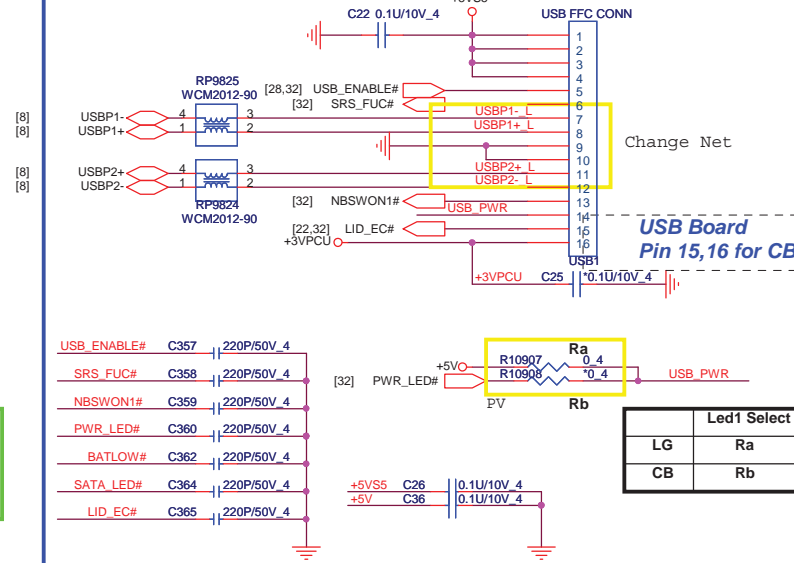 C22 0.1U/10V_4
USB FFC CONN
1
2
3
4
5
6
7
8
9
10
11
12
13
14
15
16
USB1
RP9825
WCM2012-90
[28,32] USB_ENABLE#
[32] SRS_FUC#
[8] USBP1- 4 3 USBP1-_L
[8] USBP1+ 1 2 USBP1+_L
Change Net
[8] USBP2+ 4 3 USBP2+_L
[8] USBP2- 1 2 USBP2-_L
RP9824
WCM2012-90
[32] NBSWON1#
USB_PWR
[22,32] LID_EC#
+3VPCU
USB Board
Pin 15,16 for CB
+3VPCU C25 *0.1U/10V_4
USB_ENABLE# C357 220P/50V_4
SRS_FUC# C358 220P/50V_4
NBSWON1# C359 220P/50V_4
PWR_LED# C360 220P/50V_4
BATLOW# C362 220P/50V_4
SATA_LED# C364 220P/50V_4
LID_EC# C365 220P/50V_4
Ra
+5V R10907 0_4
[32] PWR_LED# R10908 *0_4 USB_PWR
PV Rb
Led1 Select
LG Ra
CB Rb
+5VS5 C26 0.1U/10V_4
+5V C36 0.1U/10V_4